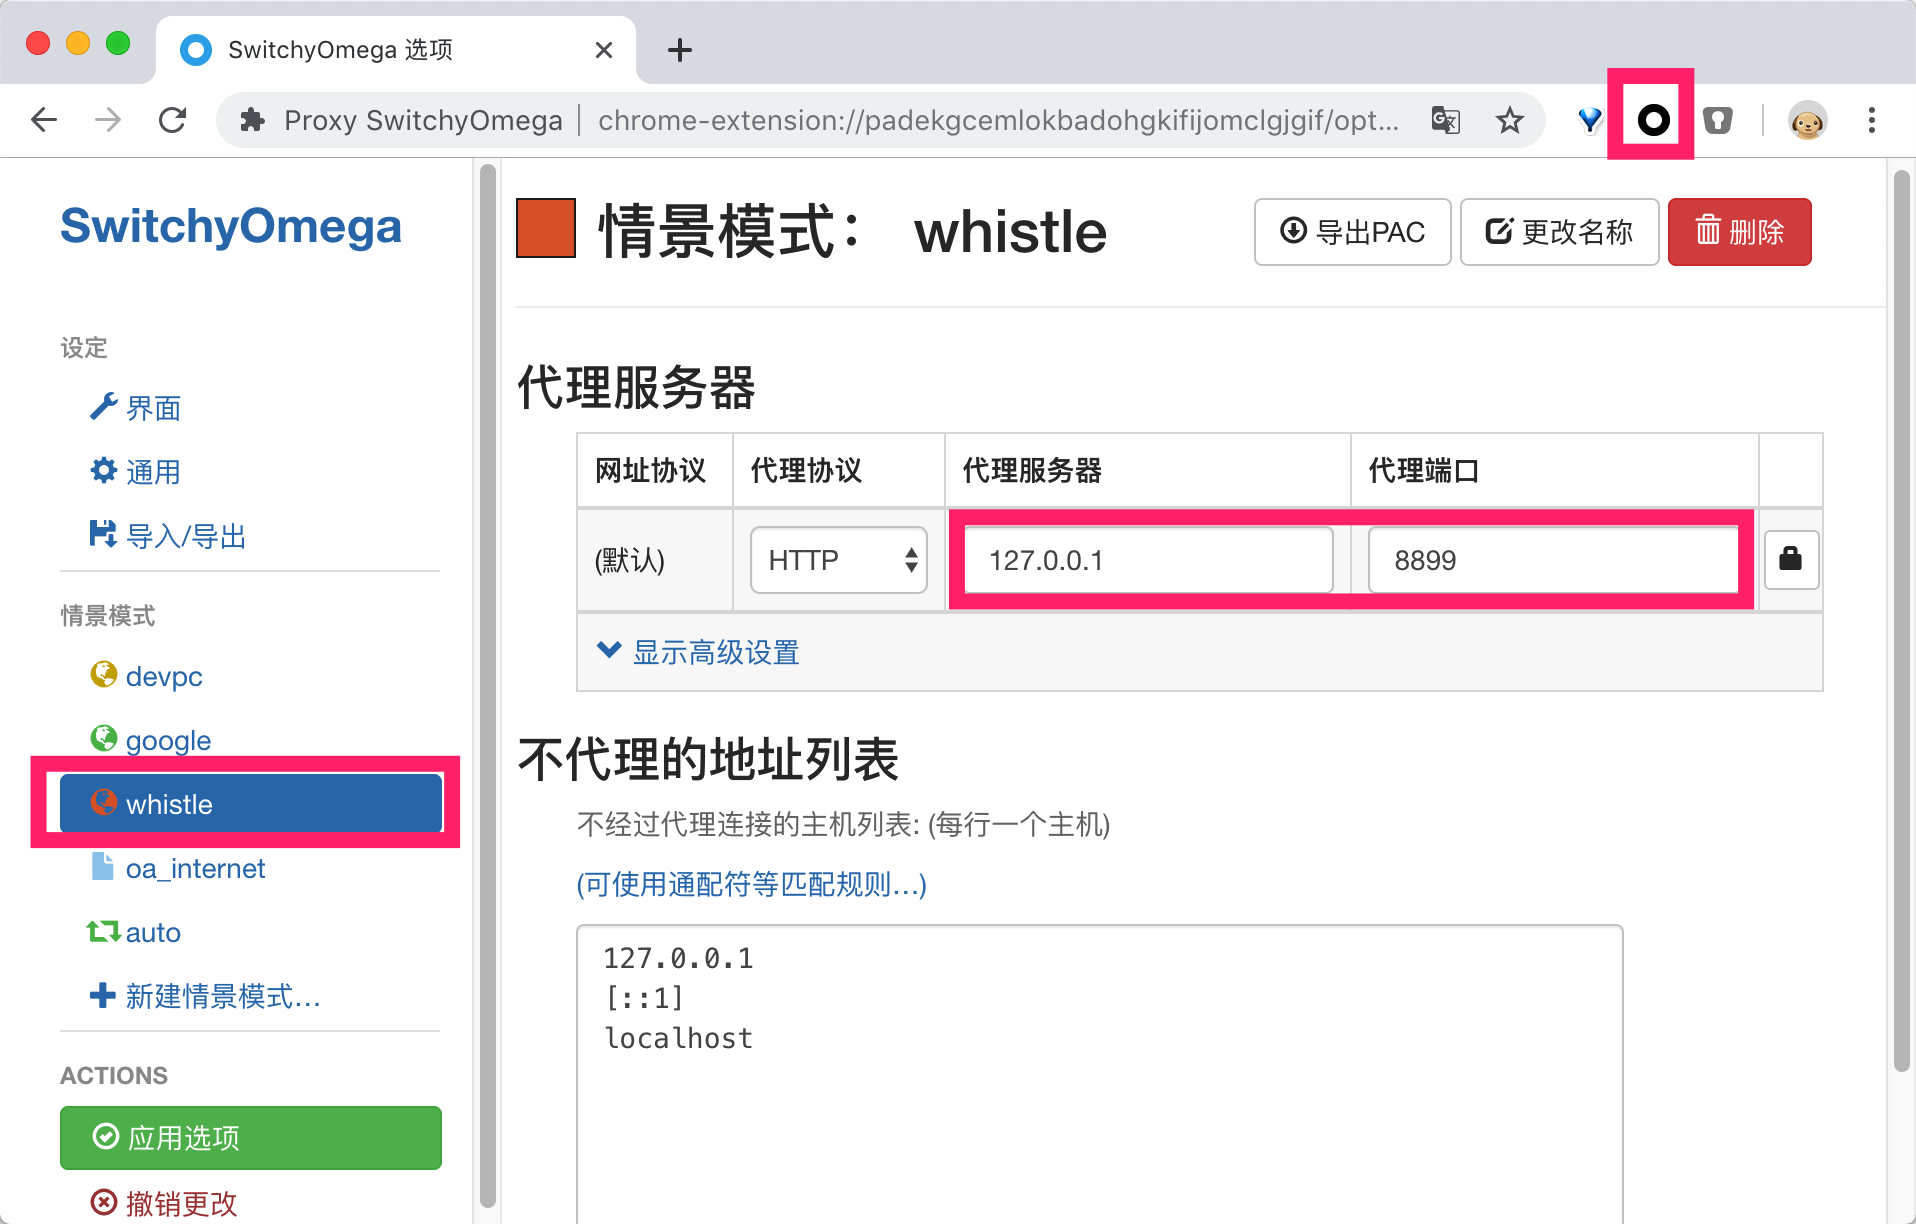 SwitchyOmega 选项
Proxy SwitchyOmega
chrome-extension://padekgcemlokbadohgkifijomclgjgif/opt...
SwitchyOmega
设定
界面
通用
导入/导出
情景模式
devpc
google
whistle
oa_internet
auto
新建情景模式...
ACTIONS
应用选项
撤销更改
情景模式： whistle
导出PAC
更改名称
删除
代理服务器
网址协议 代理协议 代理服务器 代理端口
(默认) HTTP 127.0.0.1 8899
显示高级设置
不代理的地址列表
不经过代理连接的主机列表: (每行一个主机)
(可使用通配符等匹配规则...)
127.0.0.1
[::1]
localhost